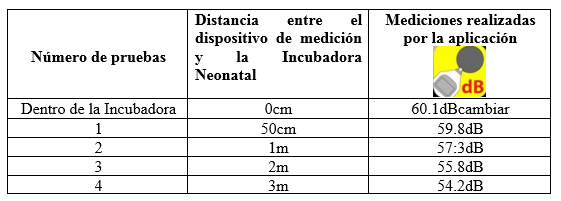 Número de pruebas
Distancia entre el
dispositivo de medición
y la Incubadora
Neonatal
Mediciones realizadas
por la aplicación
dB
Dentro de la Incubadora 0cm 60.1dBcambiar
1 50cm 59.8dB
2 1m 57:3dB
3 2m 55.8dB
4 3m 54.2dB